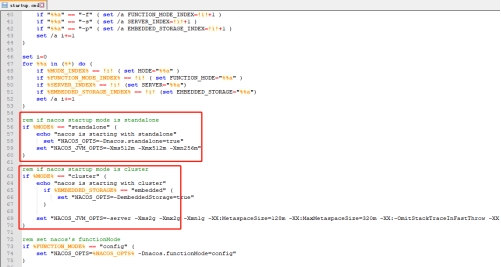 startup.cmd
40 if "%%a" == "-f" ( set /a FUNCTION_MODE_INDEX=!i!+1 )
41 if "%%a" == "-s" ( set /a SERVER_INDEX=!i!+1 )
42 if "%%a" == "-p" ( set /a EMBEDDED_STORAGE_INDEX=!i!+1 )
43 set /a i+=1
44 )
45
46 set i=0
47 for %%a in (%*) do (
48 if %MODE_INDEX% == !i! ( set MODE="%%a" )
49 if %FUNCTION_MODE_INDEX% == !i! ( set FUNCTION_MODE="%%a" )
50 if %SERVER_INDEX% == !i! (set SERVER="%%a")
51 if %EMBEDDED_STORAGE_INDEX% == !i! (set EMBEDDED_STORAGE="%%a")
52 set /a i+=1
53 )
54
55 rem if nacos startup mode is standalone
56 if %MODE% == "standalone" (
57 echo "nacos is starting with standalone"
58 set "NACOS_OPTS=-Dnacos.standalone=true"
59 set "NACOS_JVM_OPTS=-Xms512m -Xmx512m -Xmn256m"
60 )
61
62 rem if nacos startup mode is cluster
63 if %MODE% == "cluster" (
64 echo "nacos is starting with cluster"
65 if %EMBEDDED_STORAGE% == "embedded" (
66 set "NACOS_OPTS=-DembeddedStorage=true"
67 )
68
69 set "NACOS_JVM_OPTS=-server -Xms2g -Xmx2g -Xmn1g -XX:MetaspaceSize=128m -XX:MaxMetaspaceSize=320m -XX:-OmitStackTraceInFastThrow -XX
70 )
71
72 rem set nacos's functionMode
73 if %FUNCTION_MODE% == "config" (
74 set "NACOS_OPTS=%NACOS_OPTS% -Dnacos.functionMode=config"
75 )